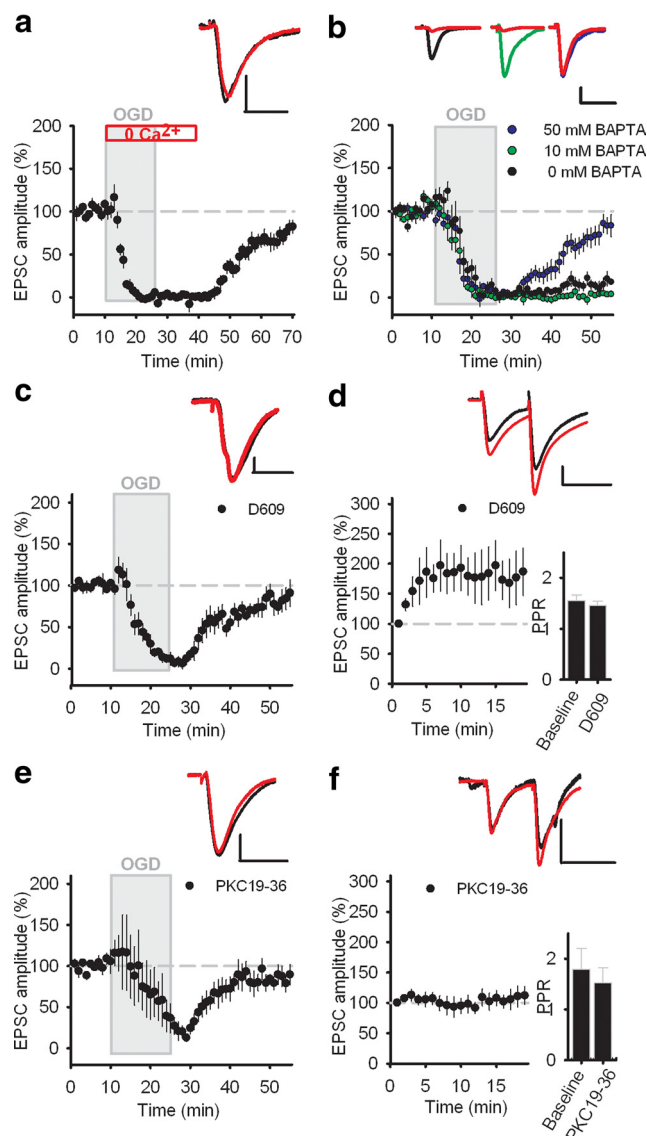 a
OGD
0 Ca2+
EPSC amplitude (%)
200
150
100
50
0
0 10 20 30 40 50 60 70
Time (min)
b
OGD
50 mM BAPTA
10 mM BAPTA
0 mM BAPTA
EPSC amplitude (%)
200
150
100
50
0
0 10 20 30 40 50
Time (min)
c
OGD
D609
EPSC amplitude (%)
200
150
100
50
0
0 10 20 30 40 50
Time (min)
d
D609
EPSC amplitude (%)
300
250
200
150
100
50
0
0 5 10 15
Time (min)
PPR
2
1
0
Baseline
D609
e
OGD
PKC19-36
EPSC amplitude (%)
200
150
100
50
0
0 10 20 30 40 50
Time (min)
f
PKC19-36
EPSC amplitude (%)
300
250
200
150
100
50
0
0 5 10 15
Time (min)
PPR
2
1
0
Baseline
PKC19-36